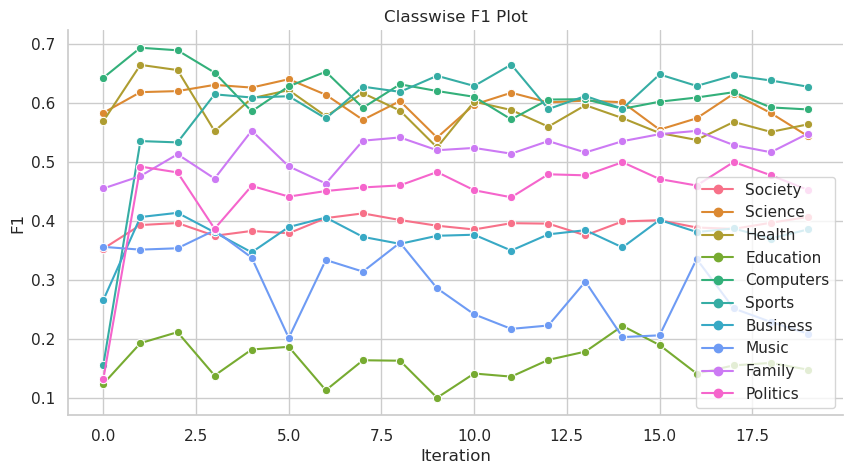 Classwise F1 Plot
0.7
0.6
0.5
0.4
0.3
0.2
0.1
F1
0.0
2.5
5.0
7.5
10.0
12.5
15.0
17.5
Iteration
Society
Science
Health
Education
Computers
Sports
Business
Music
Family
Politics